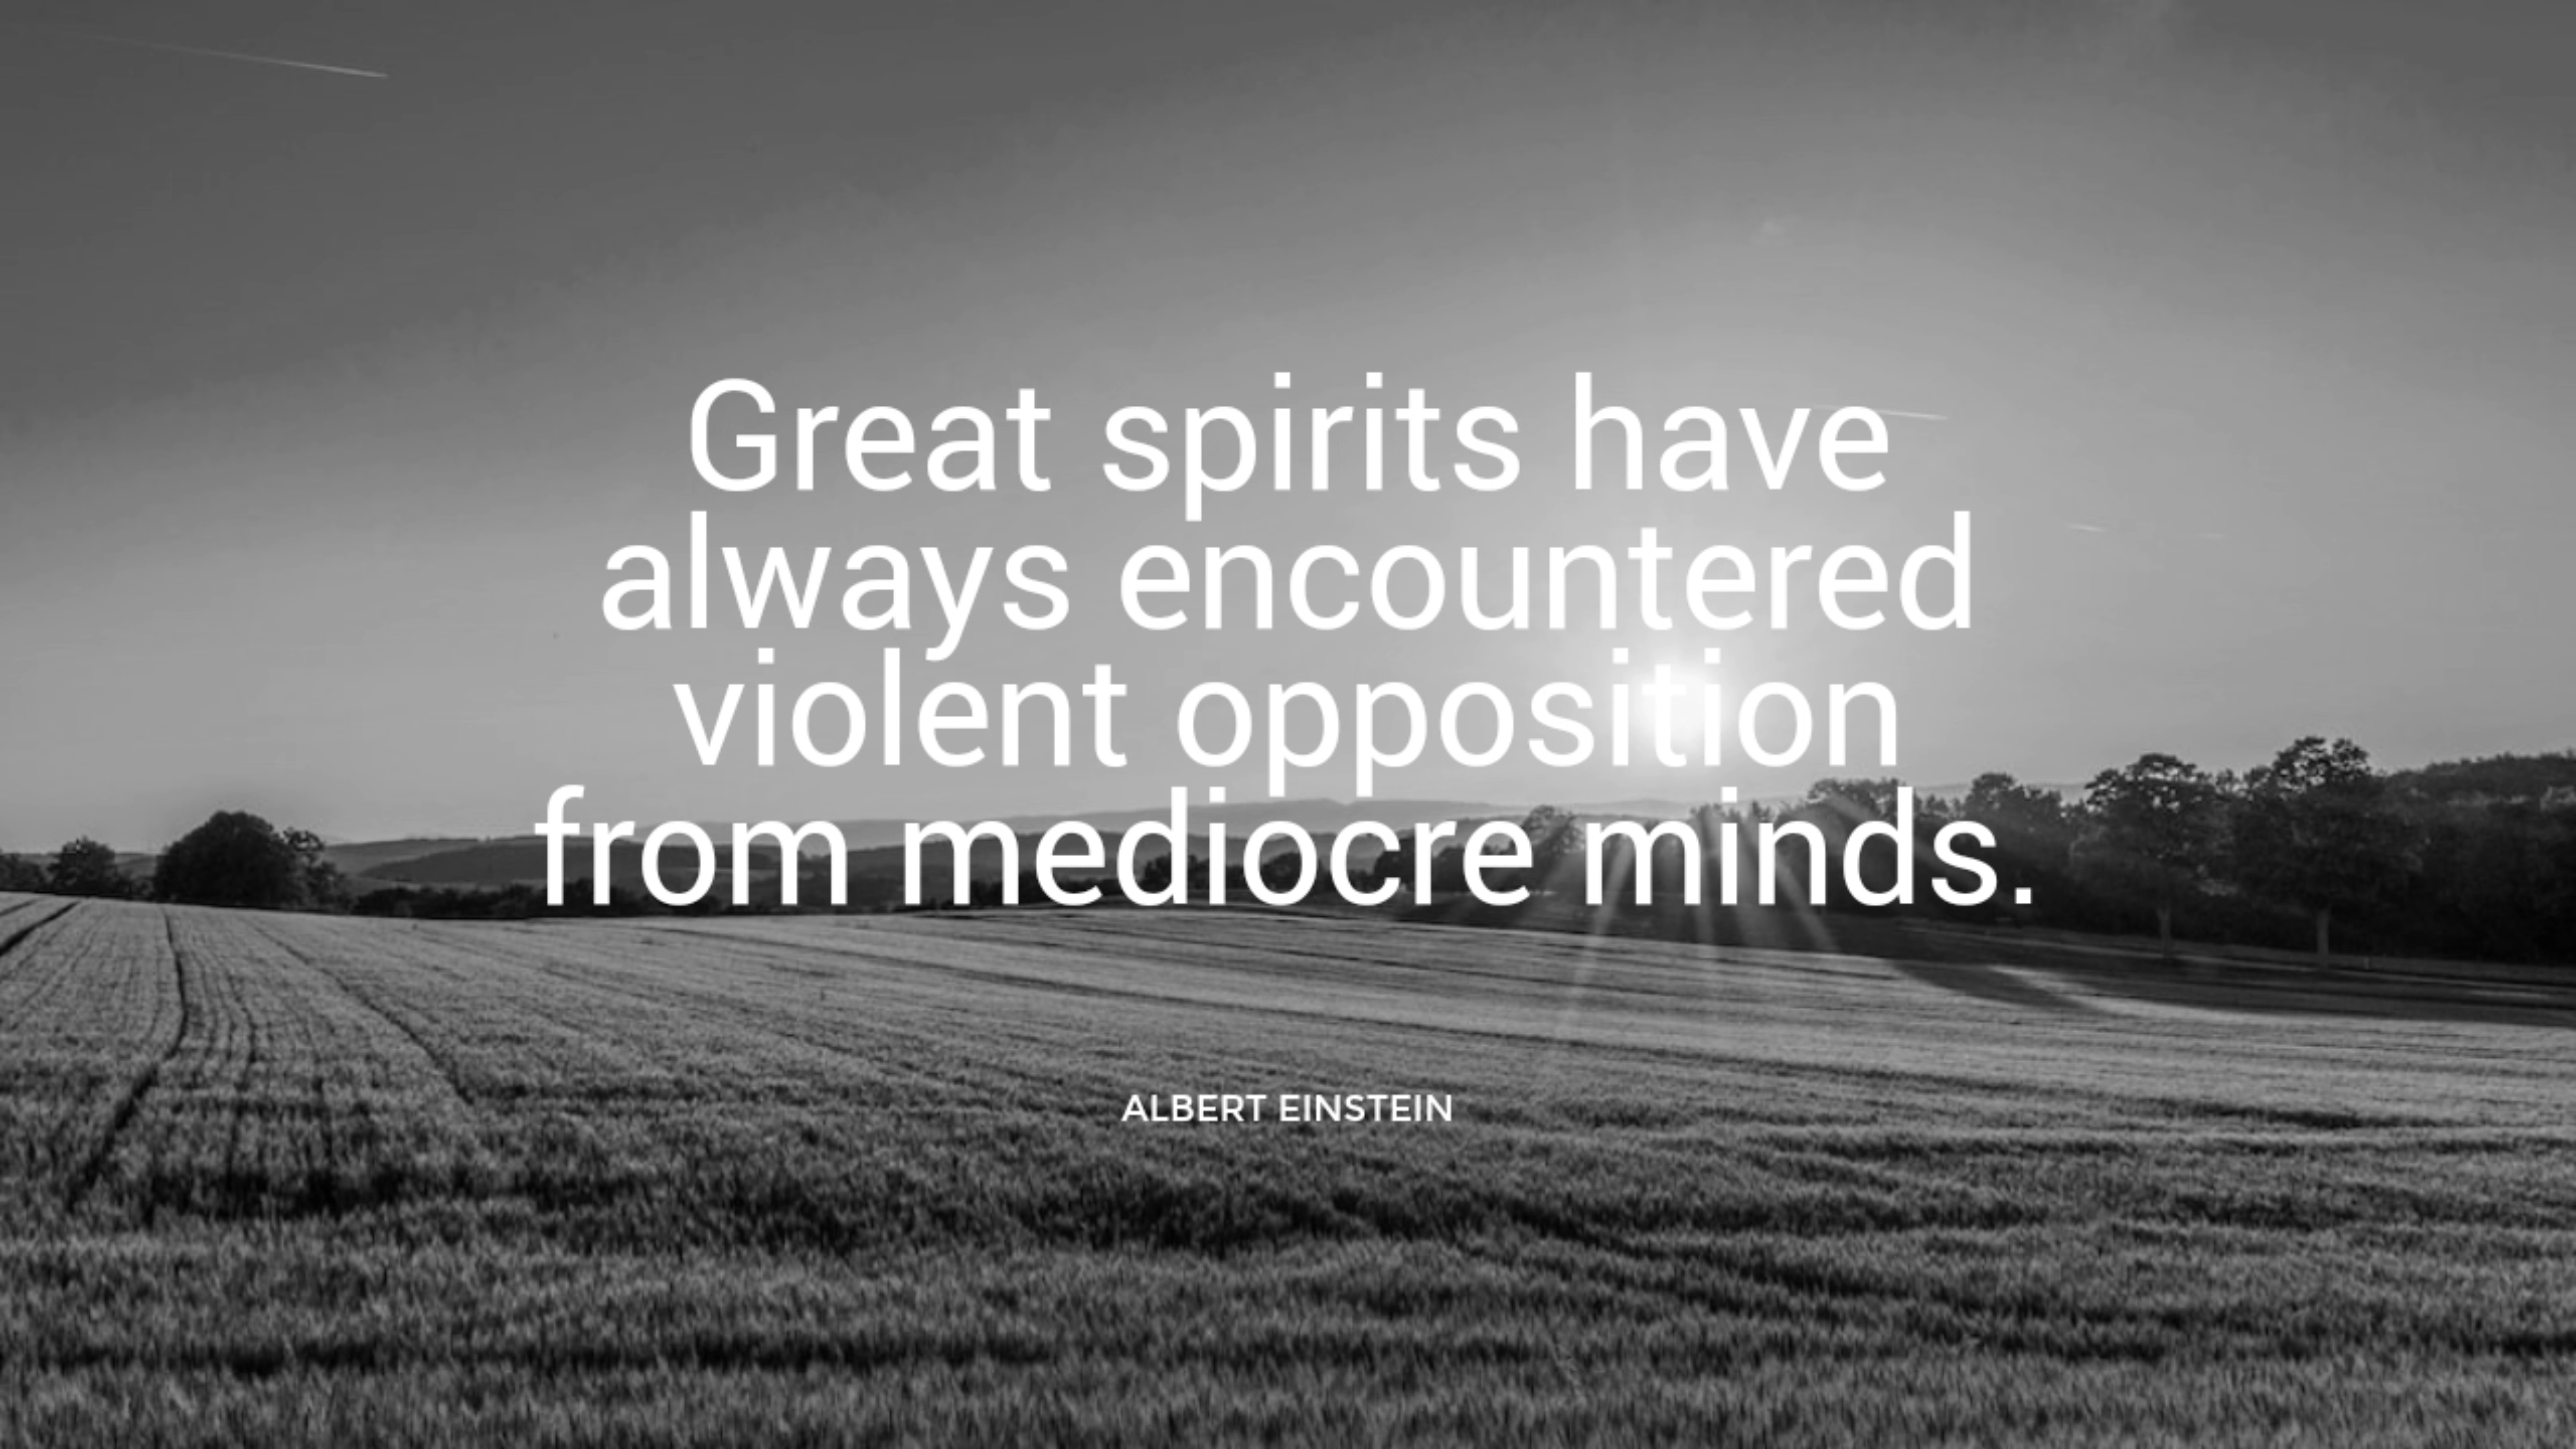 Great spirits have
always encountered
violent opposition
from mediocre minds.
ALBERT EINSTEIN